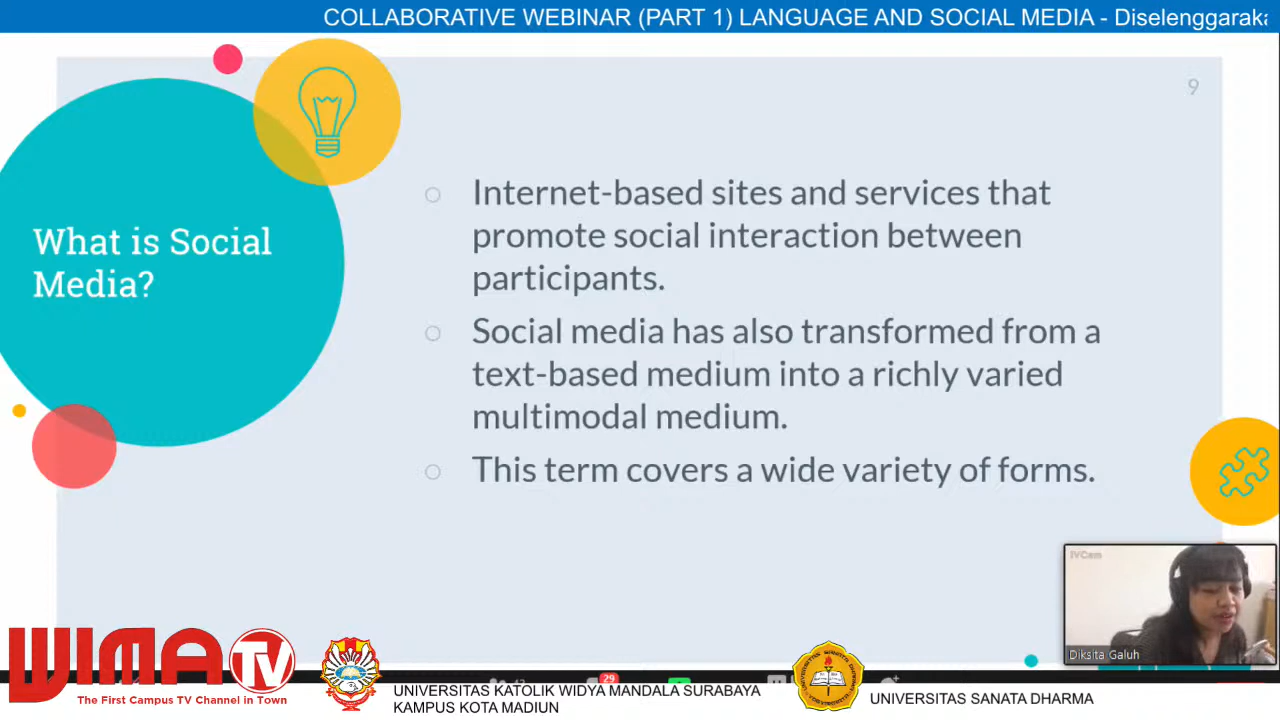 COLLABORATIVE WEBINAR (PART 1) LANGUAGE AND SOCIAL MEDIA - Diselenggaraka
9
What is Social
Media?
Internet-based sites and services that
promote social interaction between
participants.
Social media has also transformed from a
text-based medium into a richly varied
multimodal medium.
This term covers a wide variety of forms.
IVCam
Diksita Galuh
WIMA TV
The First Campus TV Channel in Town
29
UNIVERSITAS KATOLIK WIDYA MANDALA SURABAYA
KAMPUS KOTA MADIUN
UNIVERSITAS SANATA DHARMA